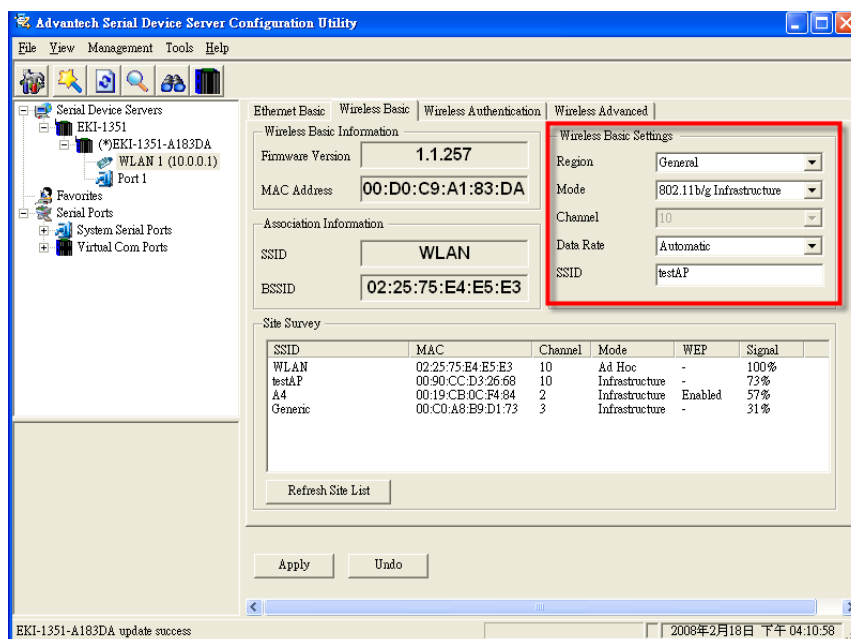 Advantech Serial Device Server Configuration Utility
File View Management Tools Help
Serial Device Servers
EKI-1351
(*)EKI-1351-A183DA
WLAN 1 (10.0.0.1)
Port 1
Favorites
Serial Ports
System Serial Ports
Virtual Com Ports
Ethernet Basic Wireless Basic Wireless Authentication Wireless Advanced
Wireless Basic Information
Firmware Version 1.1.257
MAC Address 00:D0:C9:A1:83:DA
Association Information
SSID WLAN
BSSID 02:25:75:E4:E5:E3
Wireless Basic Settings
Region General
Mode 802.11b/g Infrastructure
Channel 10
Data Rate Automatic
SSID testAP
Site Survey
SSID MAC Channel Mode WEP Signal
WLAN 02:25:75:E4:E5:E3 10 Ad Hoc - 100%
testAP 00:90:CC:D3:26:68 10 Infrastructure - 73%
A4 00:19:CB:0C:F4:84 2 Infrastructure Enabled 57%
Generic 00:C0:A8:B9:D1:73 3 Infrastructure - 31%
Refresh Site List
Apply Undo
EKI-1351-A183DA update success 2008年2月18日 下午 04:10:58